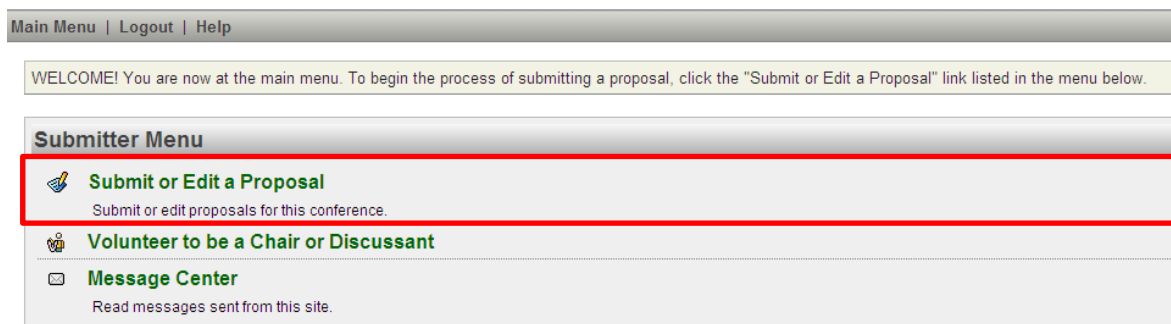 Main Menu | Logout | Help
WELCOME! You are now at the main menu. To begin the process of submitting a proposal, click the "Submit or Edit a Proposal" link listed in the menu below.
Submitter Menu
Submit or Edit a Proposal
Submit or edit proposals for this conference.
Volunteer to be a Chair or Discussant
Message Center
Read messages sent from this site.